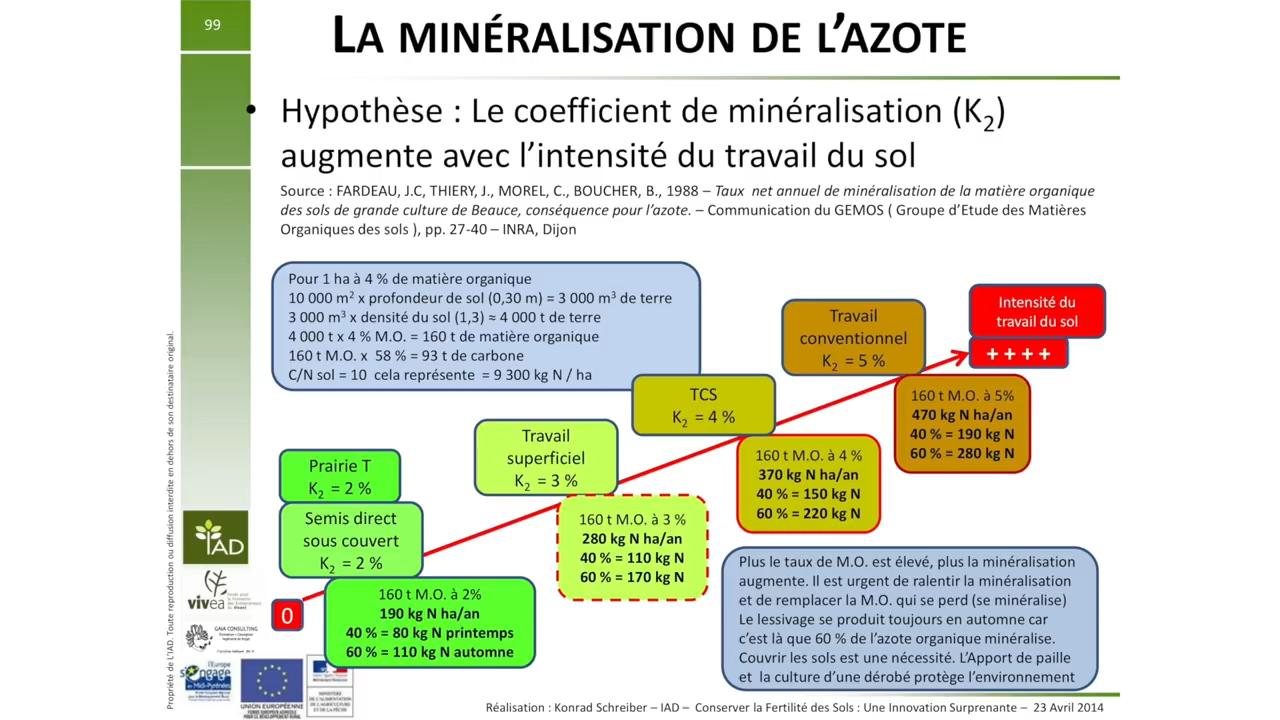 99
LA MINÉRALISATION DE L'AZOTE
• Hypothèse : Le coefficient de minéralisation (K2)
augmente avec l'intensité du travail du sol
Source : FARDEAU, J.C, THIERY, J., MOREL, C., BOUCHER, B., 1988 – Taux net annuel de minéralisation de la matière organique
des sols de grande culture de Beauce, conséquence pour l'azote. – Communication du GEMOS ( Groupe d'Etude des Matières
Organiques des sols ), pp. 27-40 – INRA, Dijon
Pour 1 ha à 4 % de matière organique
10 000 m² x profondeur de sol (0,30 m) = 3 000 m³ de terre
3 000 m³ x densité du sol (1,3) ≈ 4 000 t de terre
4 000 t x 4 % M.O. = 160 t de matière organique
160 t M.O. x 58 % = 93 t de carbone
C/N sol = 10 cela représente = 9 300 kg N / ha
Intensité du
travail du sol
+ + + +
Travail
conventionnel
K2 = 5 %
160 t M.O. à 5%
470 kg N ha/an
40 % = 190 kg N
60 % = 280 kg N
TCS
K2 = 4 %
160 t M.O. à 4 %
370 kg N ha/an
40 % = 150 kg N
60 % = 220 kg N
Travail
superficiel
K2 = 3 %
160 t M.O. à 3 %
280 kg N ha/an
40 % = 110 kg N
60 % = 170 kg N
Prairie T
K2 = 2 %
Semis direct
sous couvert
K2 = 2 %
160 t M.O. à 2%
190 kg N ha/an
40 % = 80 kg N printemps
60 % = 110 kg N automne
0
Plus le taux de M.O. est élevé, plus la minéralisation
augmente. Il est urgent de ralentir la minéralisation
et de remplacer la M.O. qui se perd (se minéralise)
Le lessivage se produit toujours en automne car
c'est là que 60 % de l'azote organique minéralise.
Couvrir les sols est une nécessité. L'Apport de paille
et la culture d'une dérobé protège l'environnement
Propriété de L'IAD. Toute reproduction ou diffusion interdite en dehors de son destinataire original.
IAD
vivea
GAIA CONSULTING
l'Europe
s'engage
en Midi-Pyrénées
UNION EUROPÉENNE
Réalisation : Konrad Schreiber – IAD – Conserver la Fertilité des Sols : Une Innovation Surprenante – 23 Avril 2014